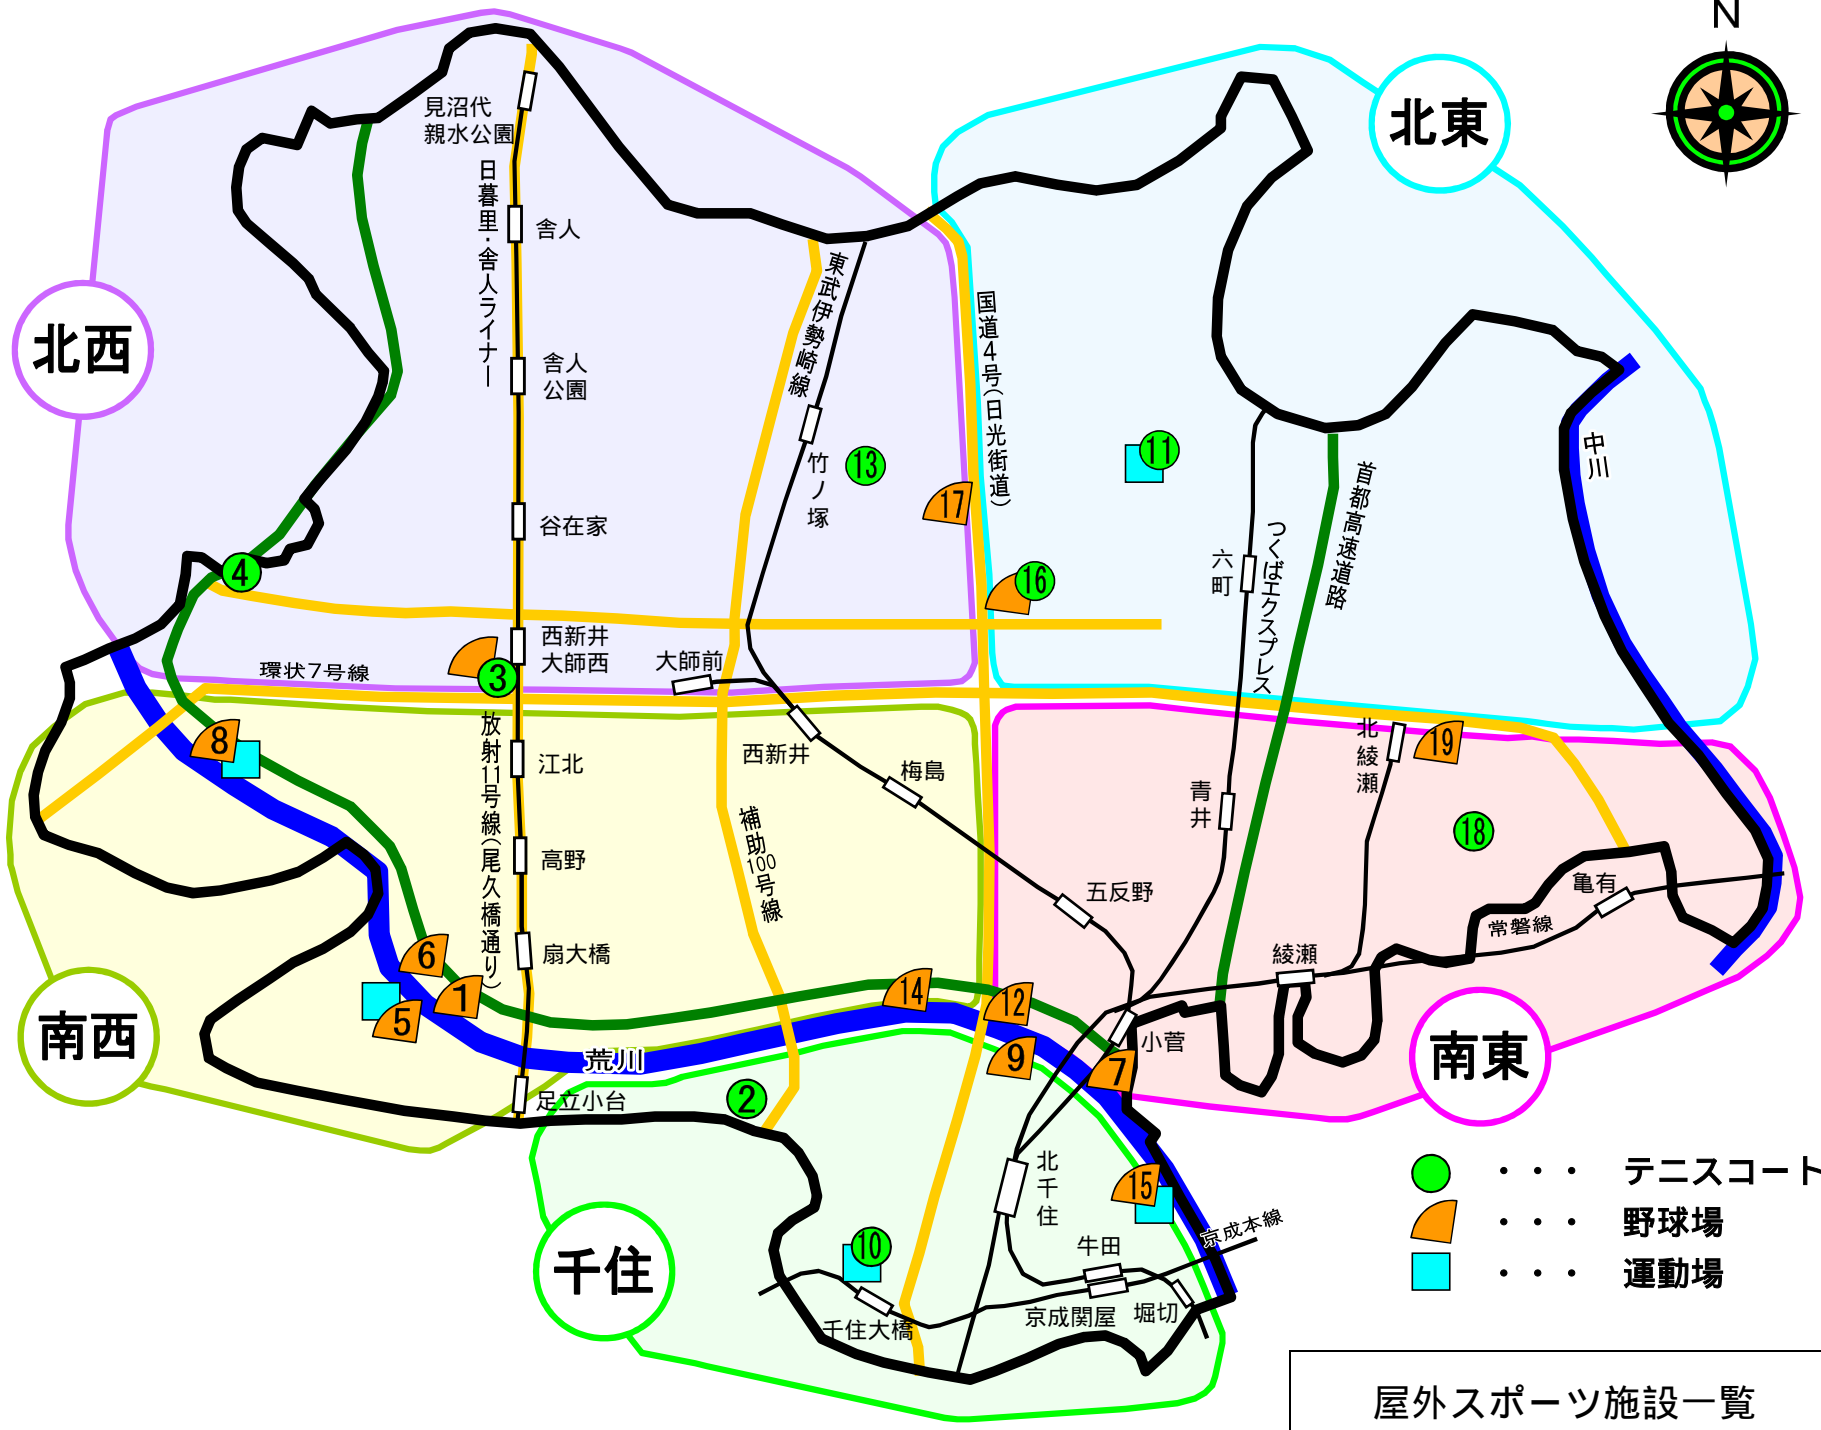 N
北東
見沼代
親水公園
日暮里・舎人ライナー
舎人
東武伊勢崎線
国道4号(日光街道)
北西
舎人
公園
中川
竹ノ塚
13
11
17
首都高速道路
谷在家
つくばエクスプレス
六町
4
16
西新井
大師西
大師前
環状7号線
3
放射11号線(尾久橋通り)
8
江北
西新井
梅島
北綾瀬
19
青井
補助100号線
18
高野
五反野
亀有
常磐線
6
扇大橋
綾瀬
1
14
12
5
南西
荒川
9
7
小菅
南東
足立小台
2
北千住
・・・ テニスコート
15
・・・ 野球場
京成本線
10
牛田
千住
・・・ 運動場
千住大橋
京成関屋
堀切
屋外スポーツ施設一覧